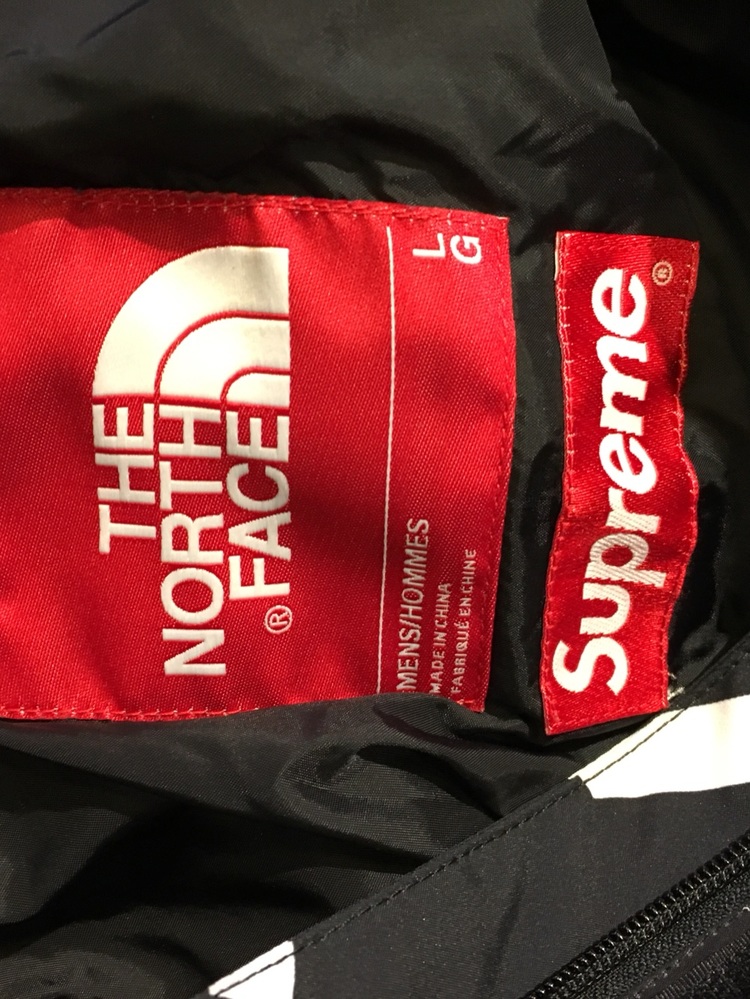 THE
NORTH
FACE®
L
G
MENS/HOMMES
MADE IN CHINA
FABRIQUÉ EN CHINE
Supreme®